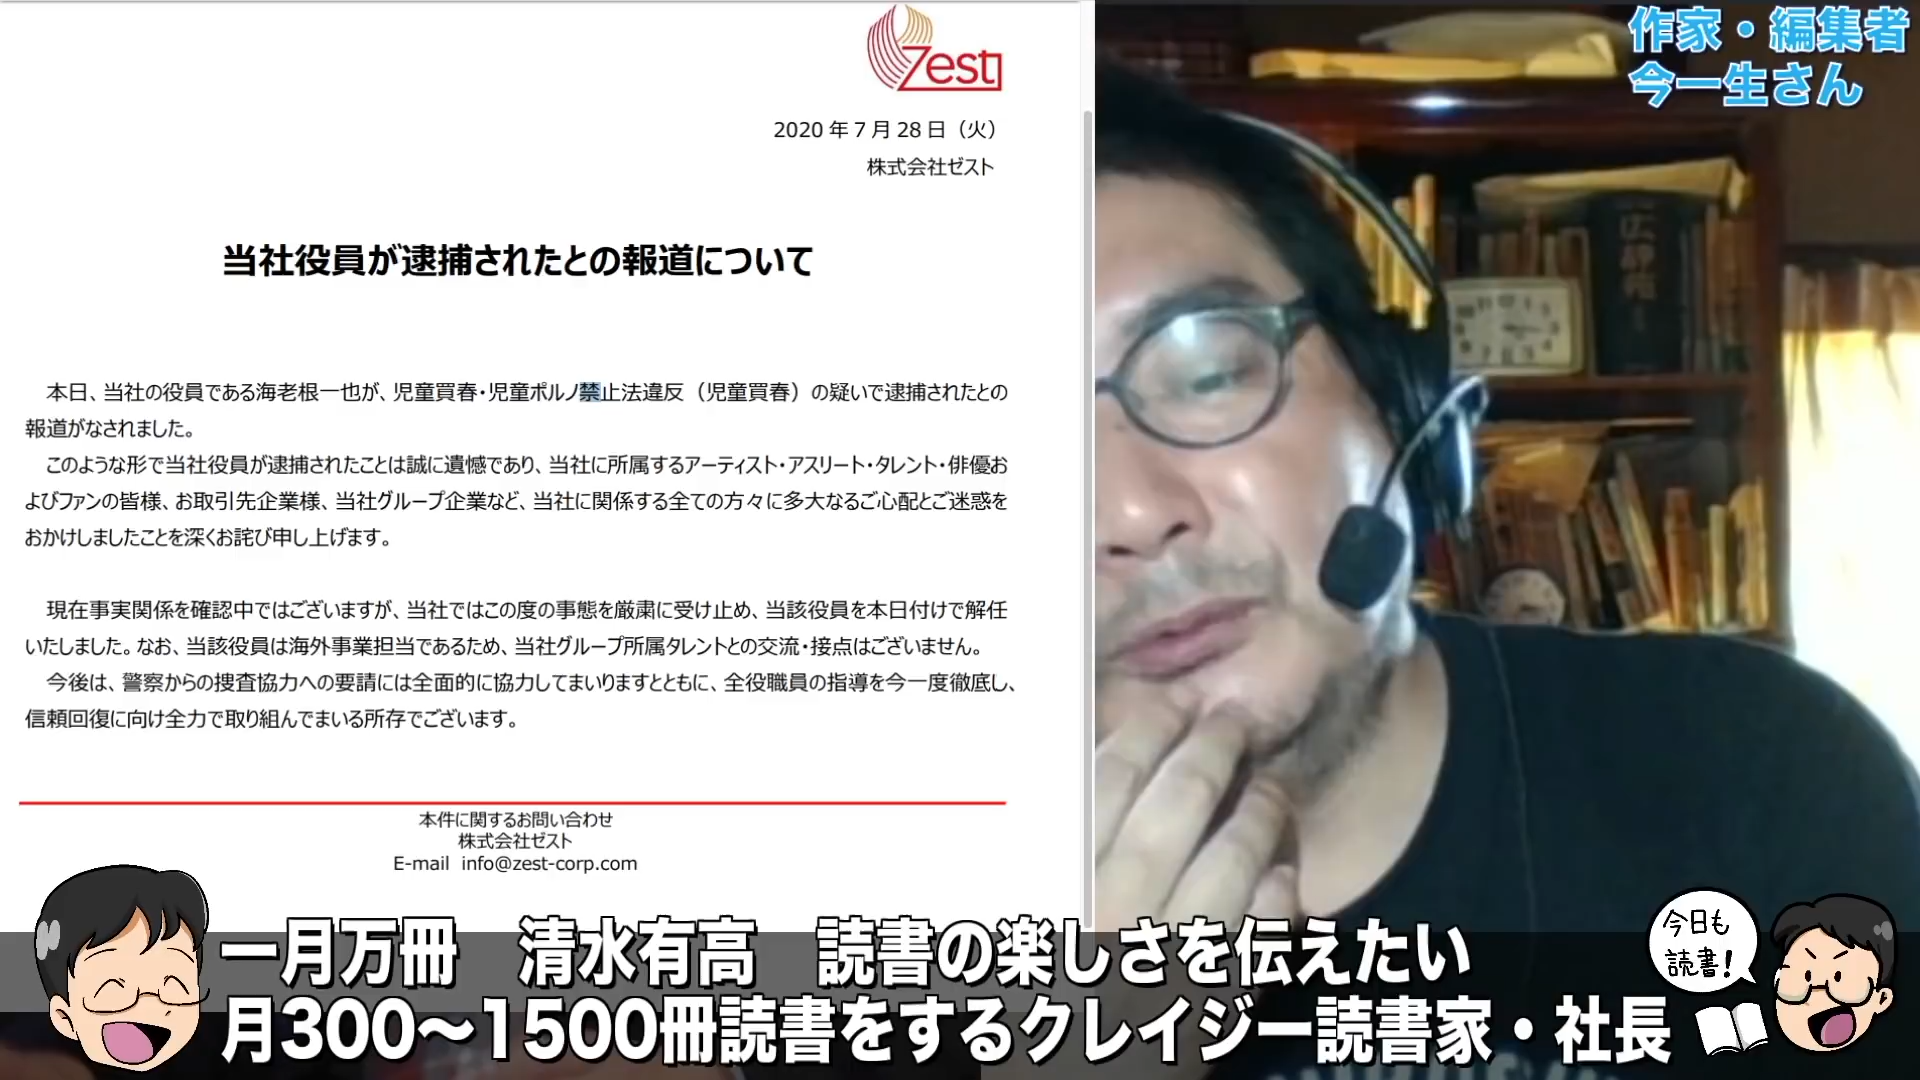 Zest
2020 年 7 月 28 日（火）
株式会社ゼスト
当社役員が逮捕されたとの報道について
本日、当社の役員である海老根一也が、児童買春・児童ポルノ禁止法違反（児童買春）の疑いで逮捕されたとの
報道がなされました。
このような形で当社役員が逮捕されたことは誠に遺憾であり、当社に所属するアーティスト・アスリート・タレント・俳優お
よびファンの皆様、お取引先企業様、当社グループ企業など、当社に関係する全ての方々に多大なるご心配とご迷惑を
おかけしましたことを深くお詫び申し上げます。
現在事実関係を確認中ではございますが、当社ではこの度の事態を厳粛に受け止め、当該役員を本日付けで解任
いたしました。なお、当該役員は海外事業担当であるため、当社グループ所属タレントとの交流・接点はございません。
今後は、警察からの捜査協力への要請には全面的に協力してまいりますとともに、全役職員の指導を今一度徹底し、
信頼回復に向け全力で取り組んでまいる所存でございます。
本件に関するお問い合わせ
株式会社ゼスト
E-mail info@zest-corp.com
作家・編集者
今一生さん
広辞苑
今日も
読書!
一月万冊 清水有高 読書の楽しさを伝えたい
月300〜1500冊読書をするクレイジー読書家・社長